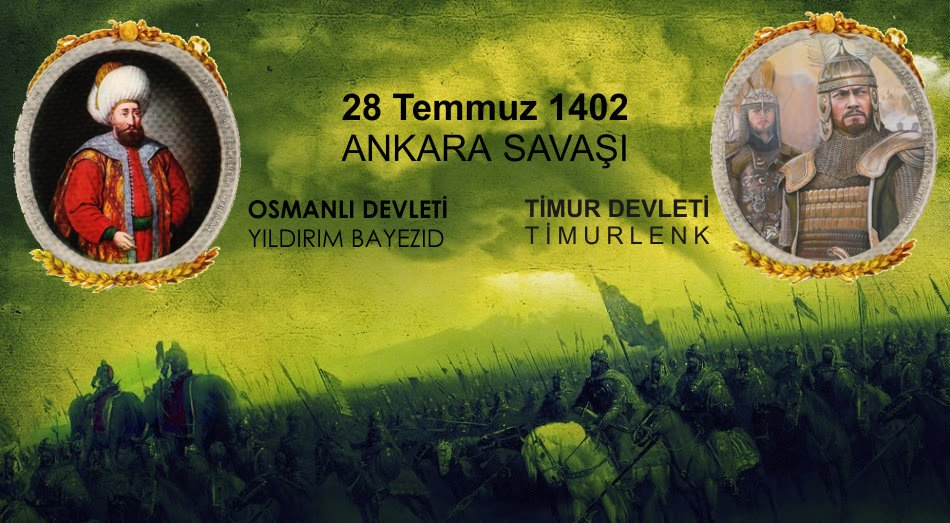 28 Temmuz 1402
ANKARA SAVAŞI
OSMANLI DEVLETİ
YILDIRIM BAYEZID
TİMUR DEVLETİ
TİMURLENK